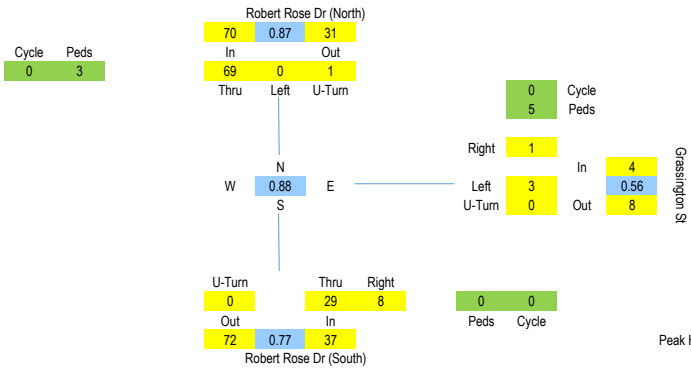 Robert Rose Dr (North)
70 0.87 31
Cycle Peds In Out
0 3 69 0 1
Thru Left U-Turn
0 Cycle
5 Peds
Right 1
N In 4
W 0.88 E Left 3 0.56
S U-Turn 0 Out 8
Grassington St
U-Turn Thru Right
0 29 8 0 0
Out In Peds Cycle
72 0.77 37 Peak
Robert Rose Dr (South)